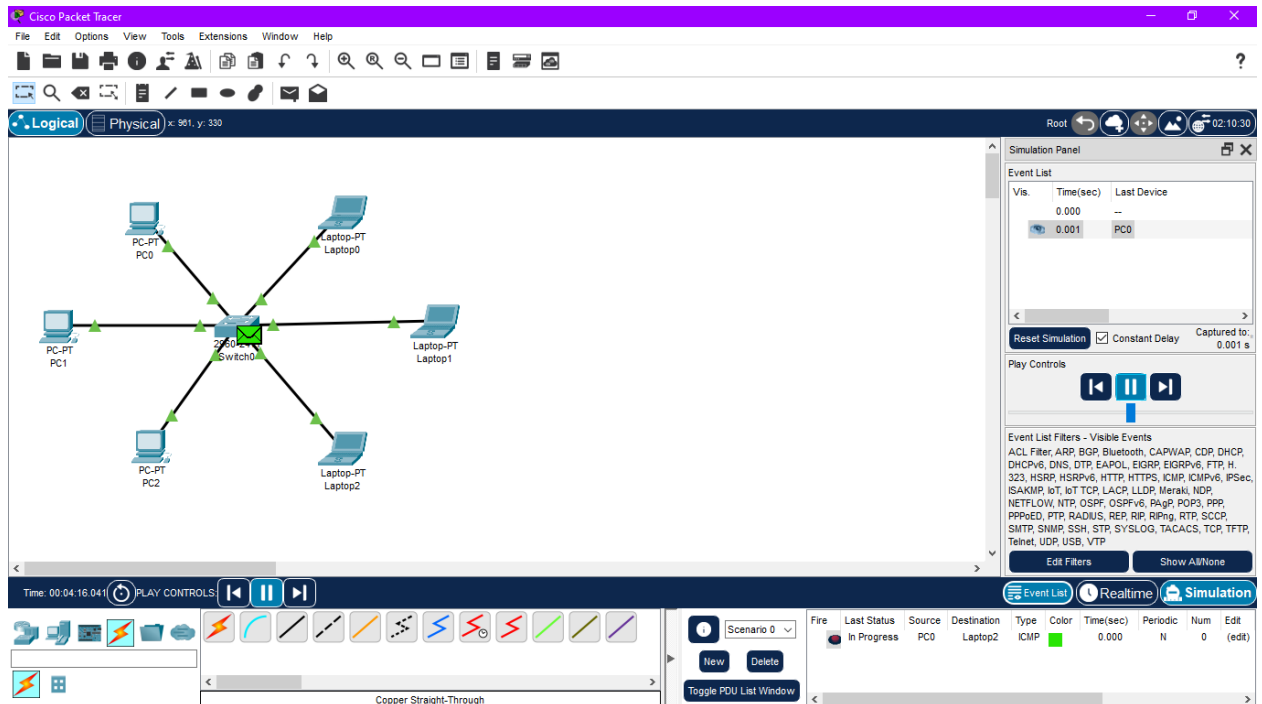 Cisco Packet Tracer
File Edit Options View Tools Extensions Window Help
?
Logical Physical x: 981, y: 330 Root 02:10:30
PC-PT
PC0
Laptop-PT
Laptop0
PC-PT
PC1
Switch0
Laptop-PT
Laptop1
PC-PT
PC2
Laptop-PT
Laptop2
Simulation Panel
Event List
Vis. Time(sec) Last Device
0.000 --
0.001 PC0
Reset Simulation Constant Delay Captured to:
0.001 s
Play Controls
Event List Filters - Visible Events
ACL Filter, ARP, BGP, Bluetooth, CAPWAP, CDP, DHCP,
DHCPv6, DNS, DTP, EAPOL, EIGRP, EIGRPv6, FTP, H.
323, HSRP, HSRPv6, HTTP, HTTPS, ICMP, ICMPv6, IPSec,
ISAKMP, IoT, IoT TCP, LACP, LLDP, Meraki, NDP,
NETFLOW, NTP, OSPF, OSPFv6, PAgP, POP3, PPP,
PPPoED, PTP, RADIUS, REP, RIP, RIPng, RTP, SCCP,
SMTP, SNMP, SSH, STP, SYSLOG, TACACS, TCP, TFTP,
Telnet, UDP, USB, VTP
Edit Filters Show All/None
Time: 00:04:16.041 PLAY CONTROLS: Event List Realtime Simulation
Copper Straight-Through
Scenario 0
New Delete
Toggle PDU List Window
Fire Last Status Source Destination Type Color Time(sec) Periodic Num Edit
In Progress PC0 Laptop2 ICMP 0.000 N 0 (edit)